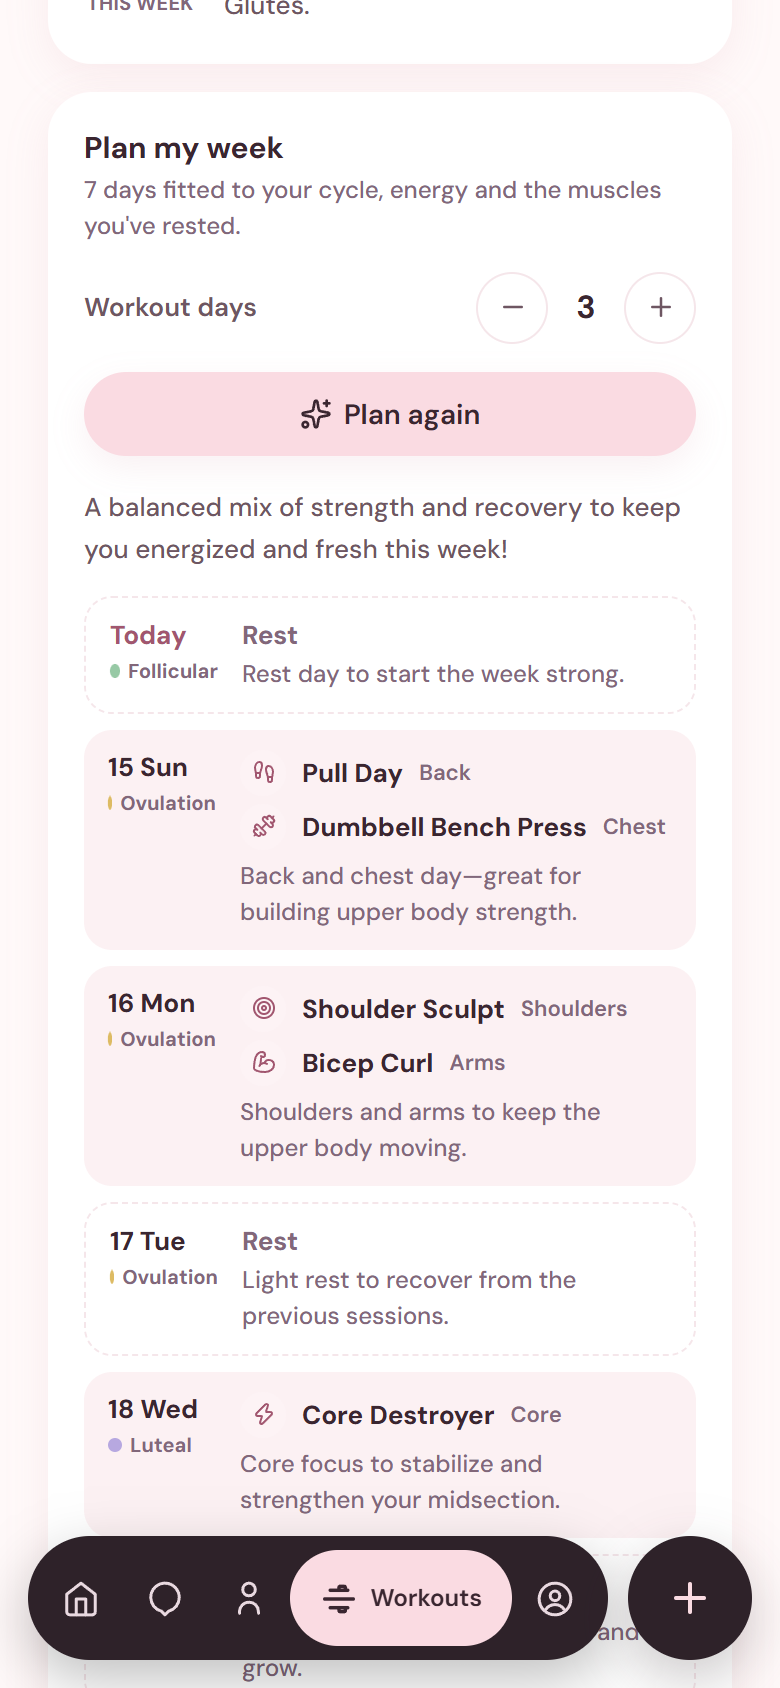 THIS WEEK
Glutes.
Plan my week
7 days fitted to your cycle, energy and the muscles
you've rested.
Workout days
3
Plan again
A balanced mix of strength and recovery to keep
you energized and fresh this week!
Today
Rest
Follicular
Rest day to start the week strong.
15 Sun
Pull Day Back
Ovulation
Dumbbell Bench Press Chest
Back and chest day—great for
building upper body strength.
16 Mon
Shoulder Sculpt Shoulders
Ovulation
Bicep Curl Arms
Shoulders and arms to keep the
upper body moving.
17 Tue
Rest
Ovulation
Light rest to recover from the
previous sessions.
18 Wed
Core Destroyer Core
Luteal
Core focus to stabilize and
strengthen your midsection.
Workouts
and
grow.